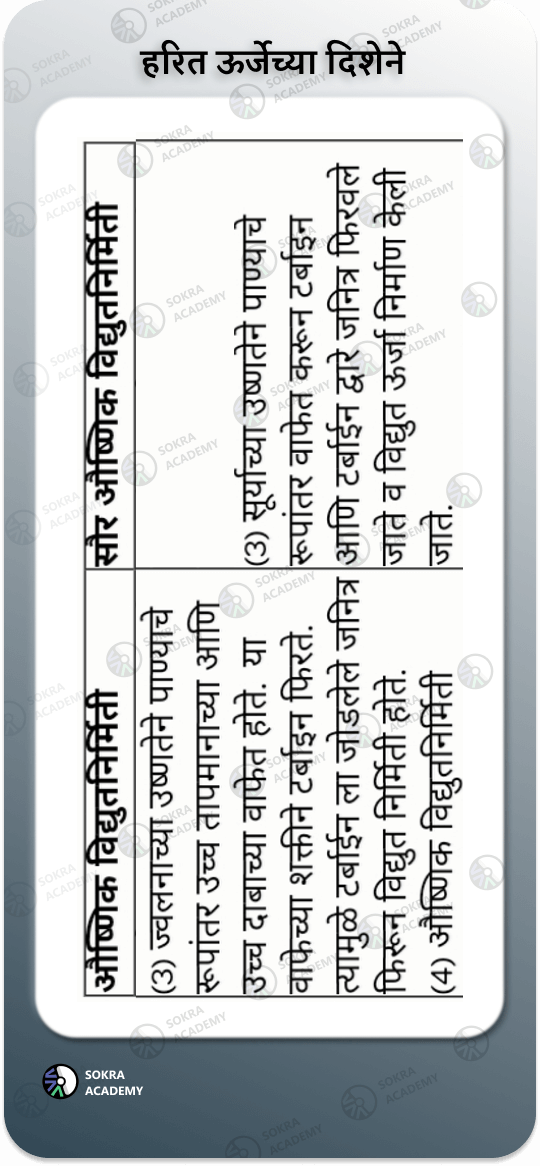 हरित ऊर्जेच्या दिशेने
औष्णिक विद्युतनिर्मिती
सौर औष्णिक विद्युतनिर्मिती
(3) ज्वलनाच्या उष्णतेने पाण्याचे
रूपांतर उच्च तापमानाच्या आणि
उच्च दाबाच्या वाफेत होते. या
वाफेच्या शक्तीने टर्बाइन फिरते.
त्यामुळे टर्बाईन ला जोडलेले जनित्र
फिरून विद्युत निर्मिती होते.
(4) औष्णिक विद्युतनिर्मिती
(3) सूर्याच्या उष्णतेने पाण्याचे
रूपांतर वाफेत करून टर्बाइन
आणि टर्बाईन द्वारे जनित्र फिरवले
जाते व विद्युत ऊर्जा निर्माण केली
जाते.
SOKRA
ACADEMY